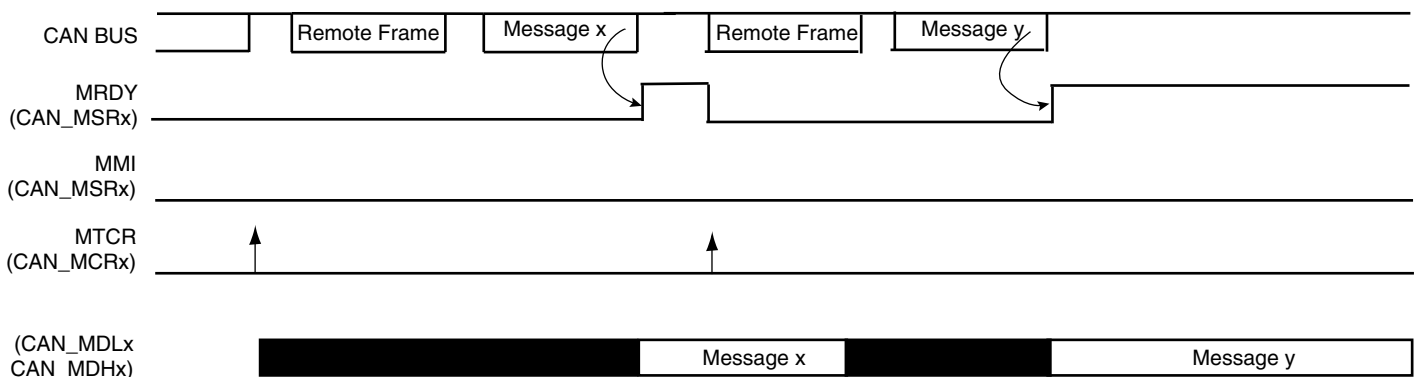 CAN BUS
Remote Frame
Message x
Remote Frame
Message y
MRDY
(CAN_MSRx)
MMI
(CAN_MSRx)
MTCR
(CAN_MCRx)
(CAN_MDLx
CAN_MDHx)
Message x
Message y